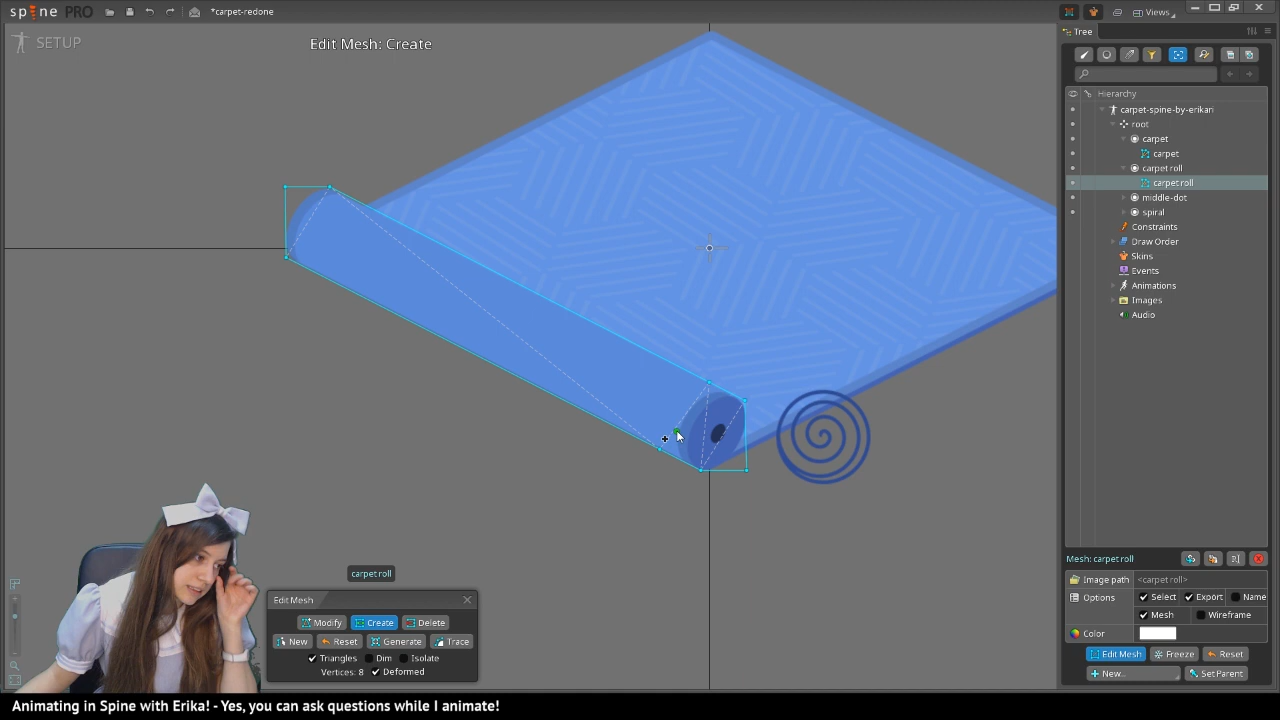 spine PRO
*carpet-redone
Views
SETUP
Edit Mesh: Create
Tree
Hierarchy
carpet-spine-by-erikari
root
carpet
carpet
carpet roll
carpet roll
middle-dot
spiral
Constraints
Draw Order
Skins
Events
Animations
Images
Audio
Mesh: carpet roll
Image path <carpet roll>
Options Select Export Name
Mesh Wireframe
Color
Edit Mesh Freeze Reset
New... Set Parent
carpet roll
Edit Mesh
Modify Create Delete
New Reset Generate Trace
Triangles Dim Isolate
Vertices: 8 Deformed
Animating in Spine with Erika! - Yes, you can ask questions while I animate!